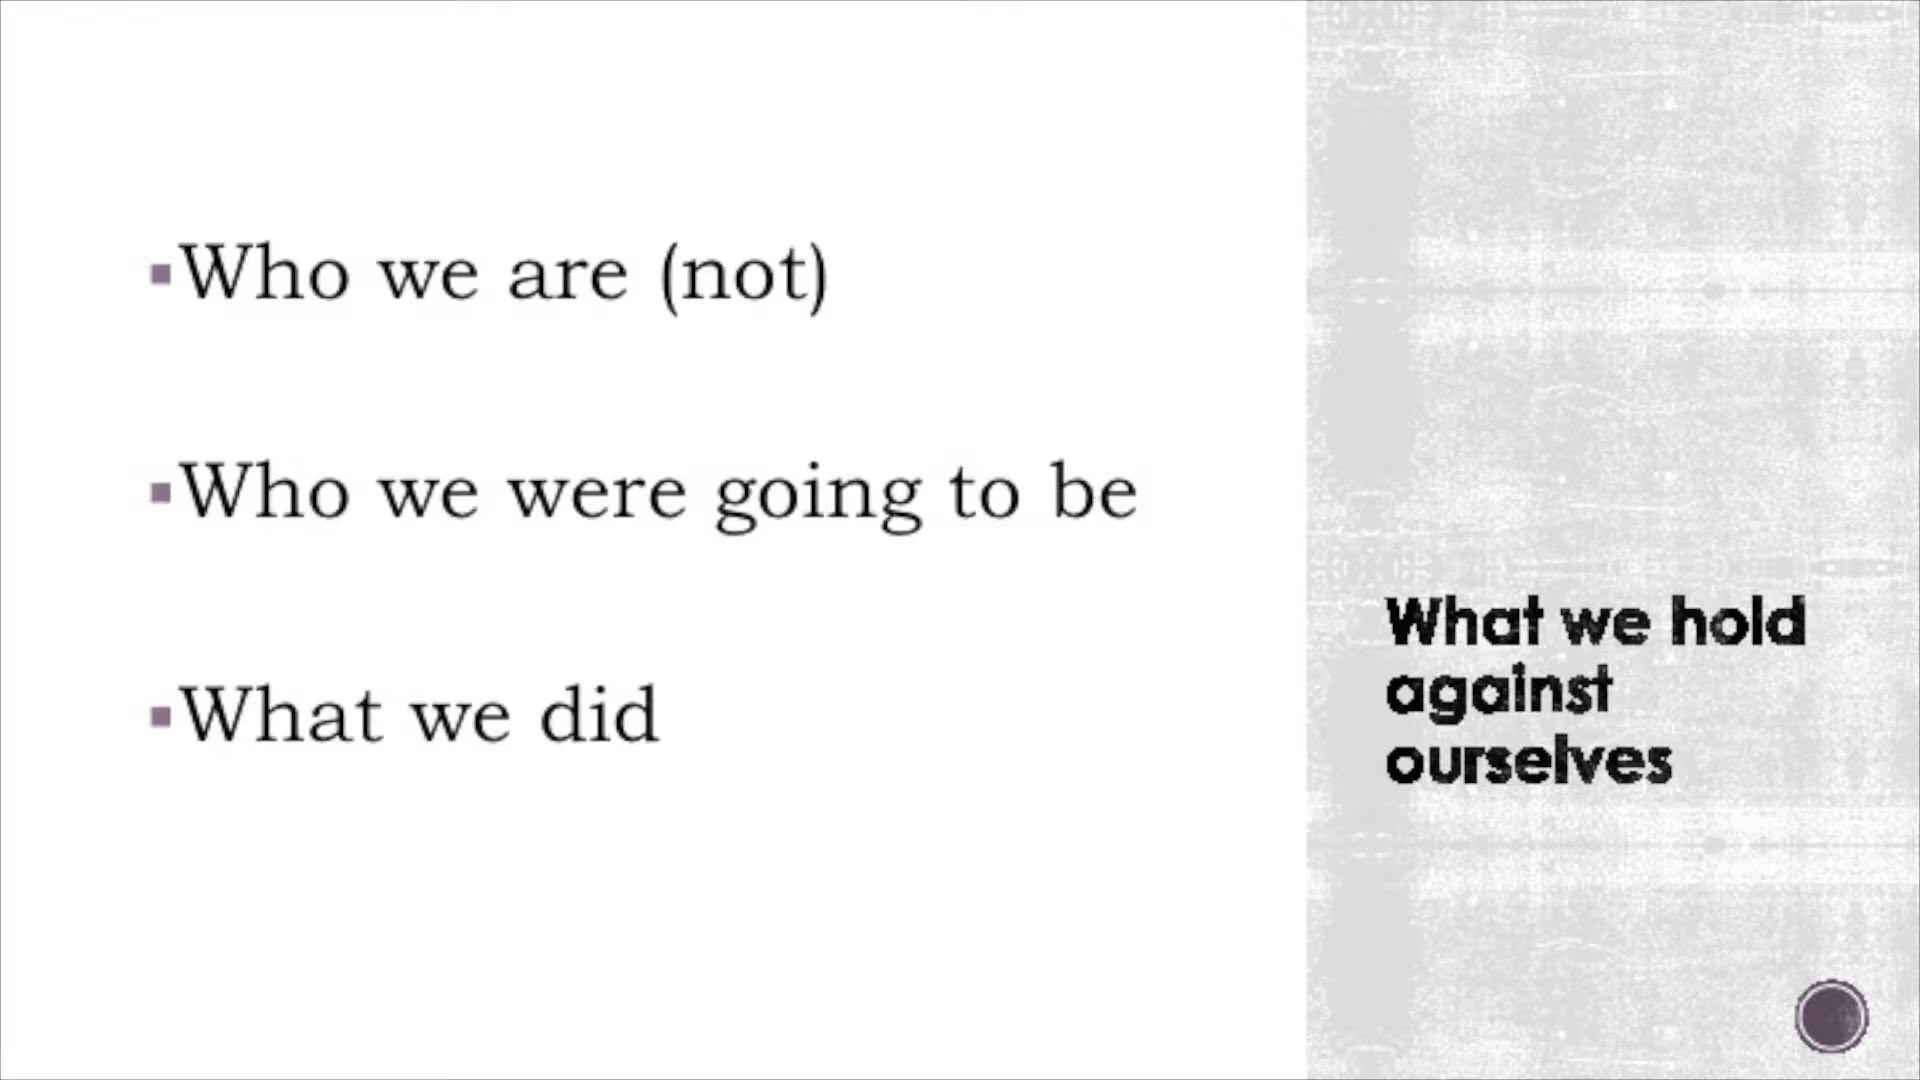 Who we are (not)
Who we were going to be
What we did
What we hold
against
ourselves